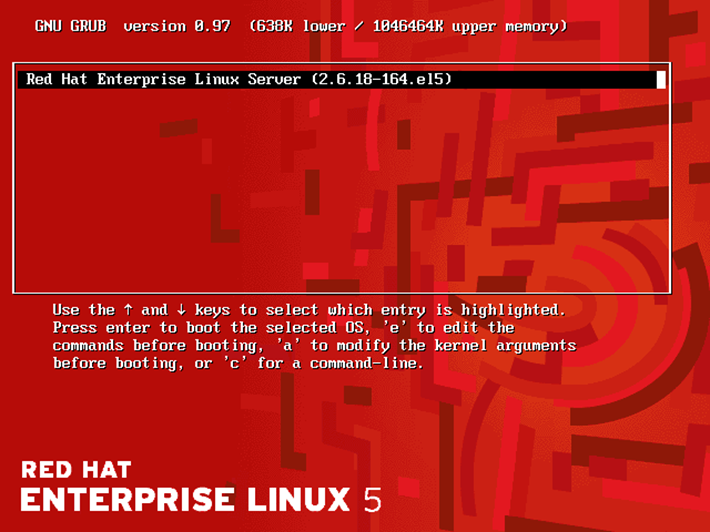 GNU GRUB  version 0.97  (638K lower / 1046464K upper memory)
Red Hat Enterprise Linux Server (2.6.18-164.el5)
Use the ↑ and ↓ keys to select which entry is highlighted.
Press enter to boot the selected OS, 'e' to edit the
commands before booting, 'a' to modify the kernel arguments
before booting, or 'c' for a command-line.
RED HAT
ENTERPRISE LINUX 5